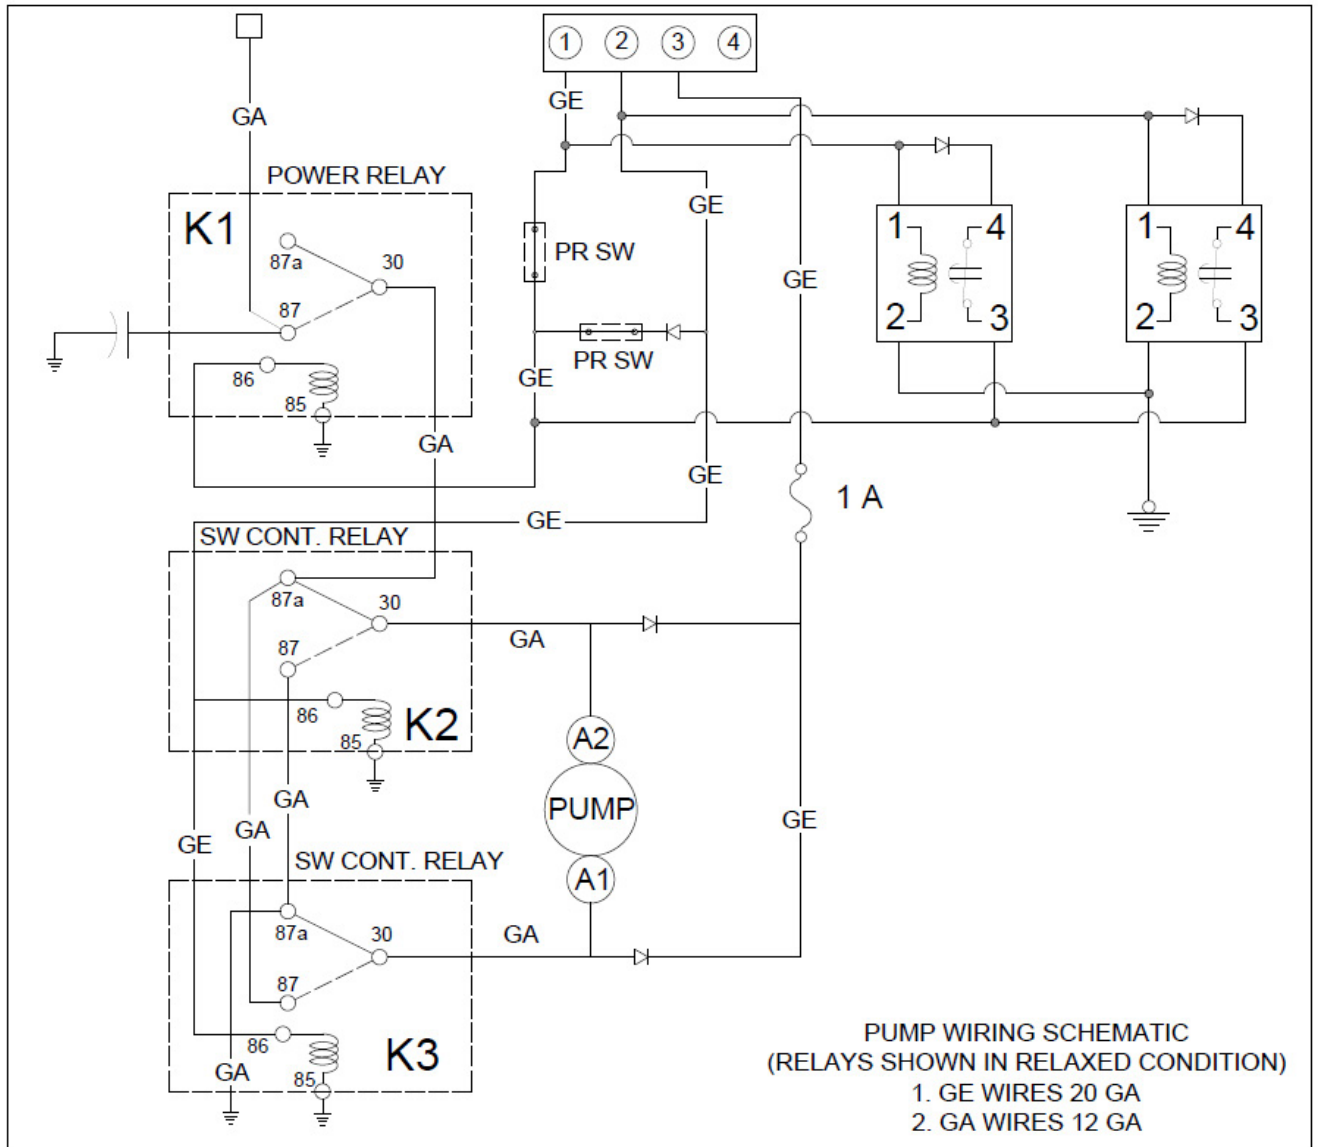 1 2 3 4
GE
GA
POWER RELAY
K1
87a
30
87
86
85
GE
PR SW
PR SW
GE
GE
GA
GE
GE
1 A
1 4
2 3
1 4
2 3
SW CONT. RELAY
87a
30
87
86
85
K2
GA
A2
PUMP
A1
GA
GA
GE
GE
SW CONT. RELAY
87a
30
87
86
85
K3
GA
GA
PUMP WIRING SCHEMATIC
(RELAYS SHOWN IN RELAXED CONDITION)
1. GE WIRES 20 GA
2. GA WIRES 12 GA